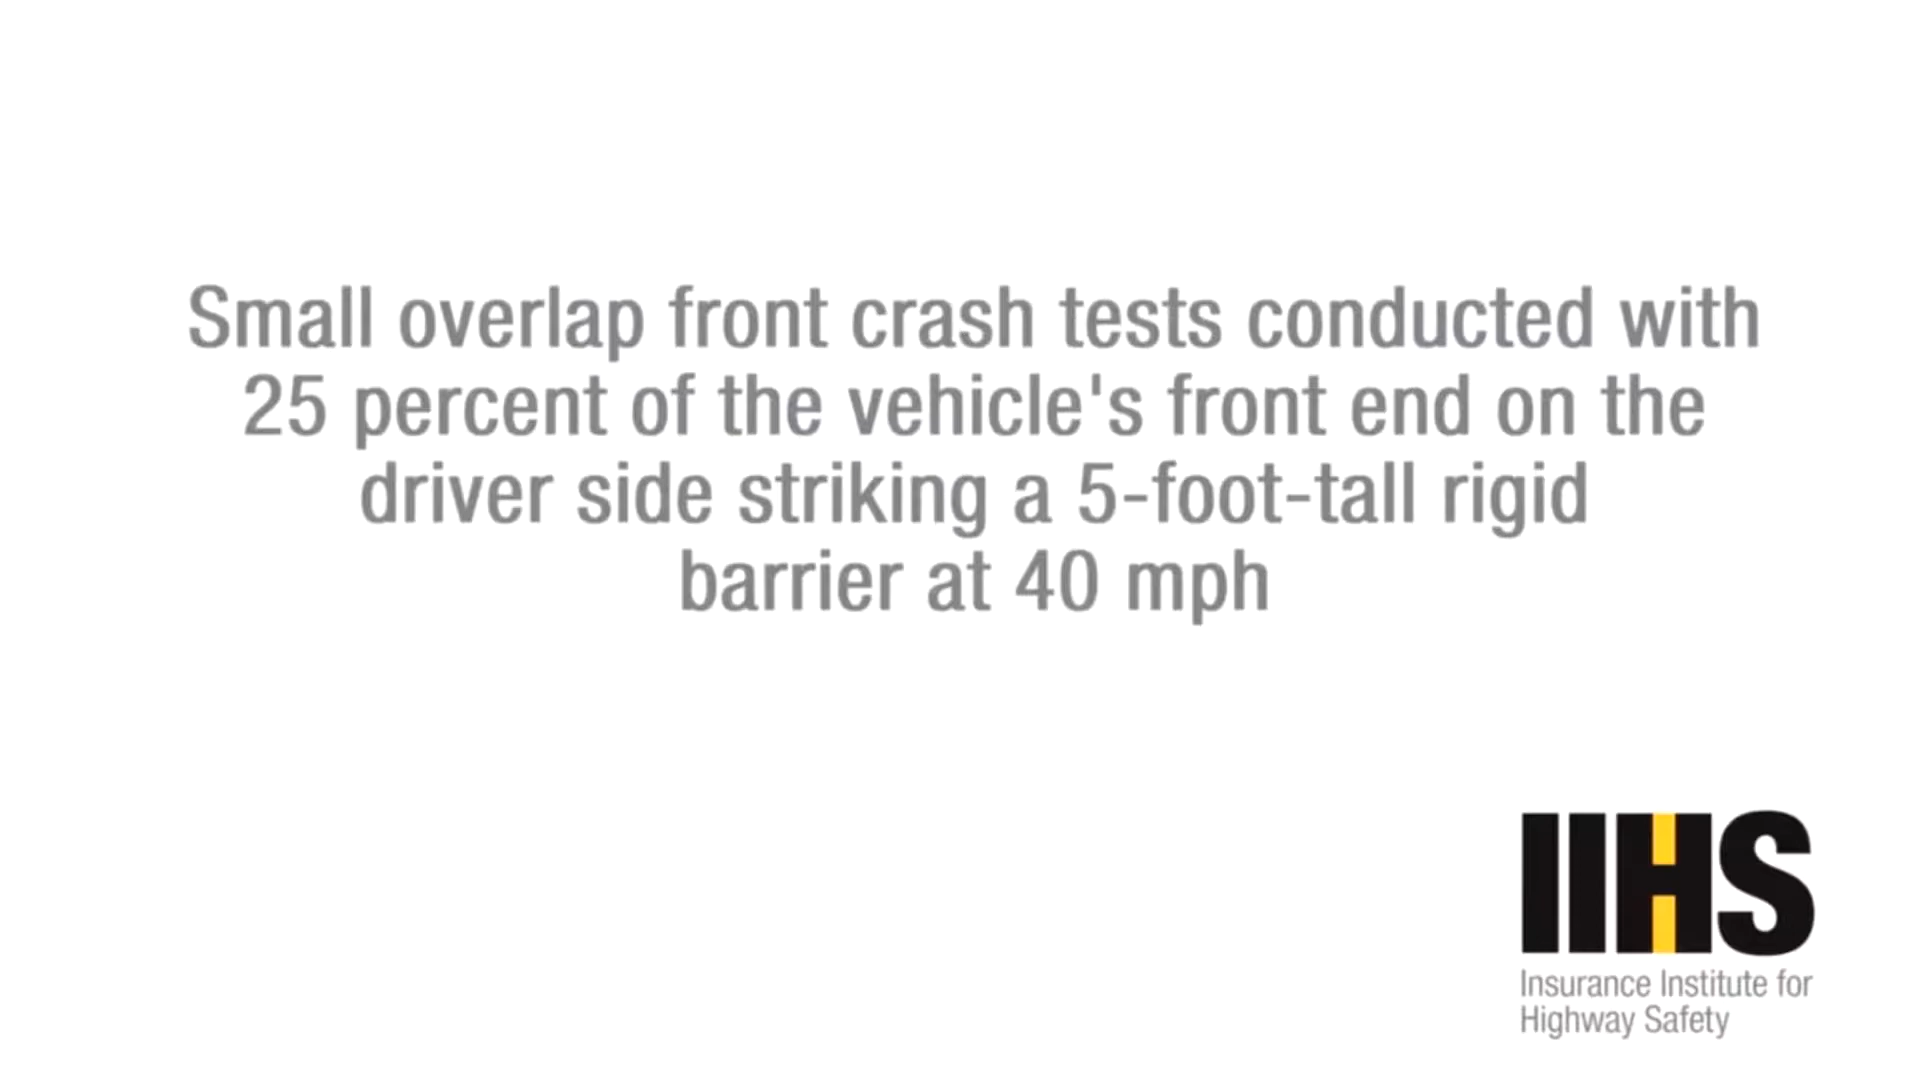 Small overlap front crash tests conducted with
25 percent of the vehicle's front end on the
driver side striking a 5-foot-tall rigid
barrier at 40 mph
IIHS
Insurance Institute for
Highway Safety